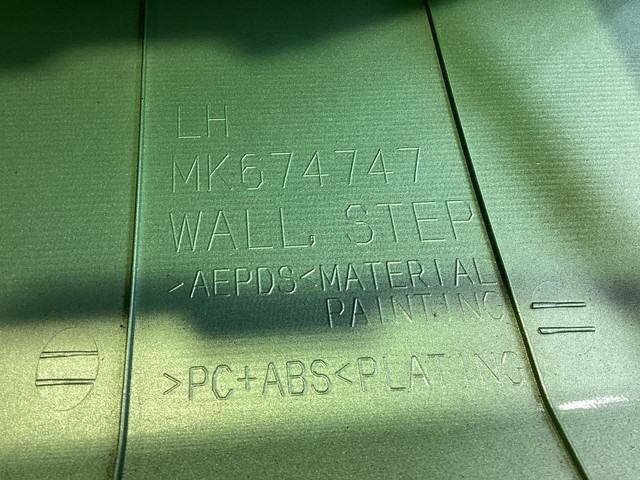 LH
MK674747
WALL, STEP
>AEPDS<MATERIAL
PAINTING
>PC+ABS<PLATING